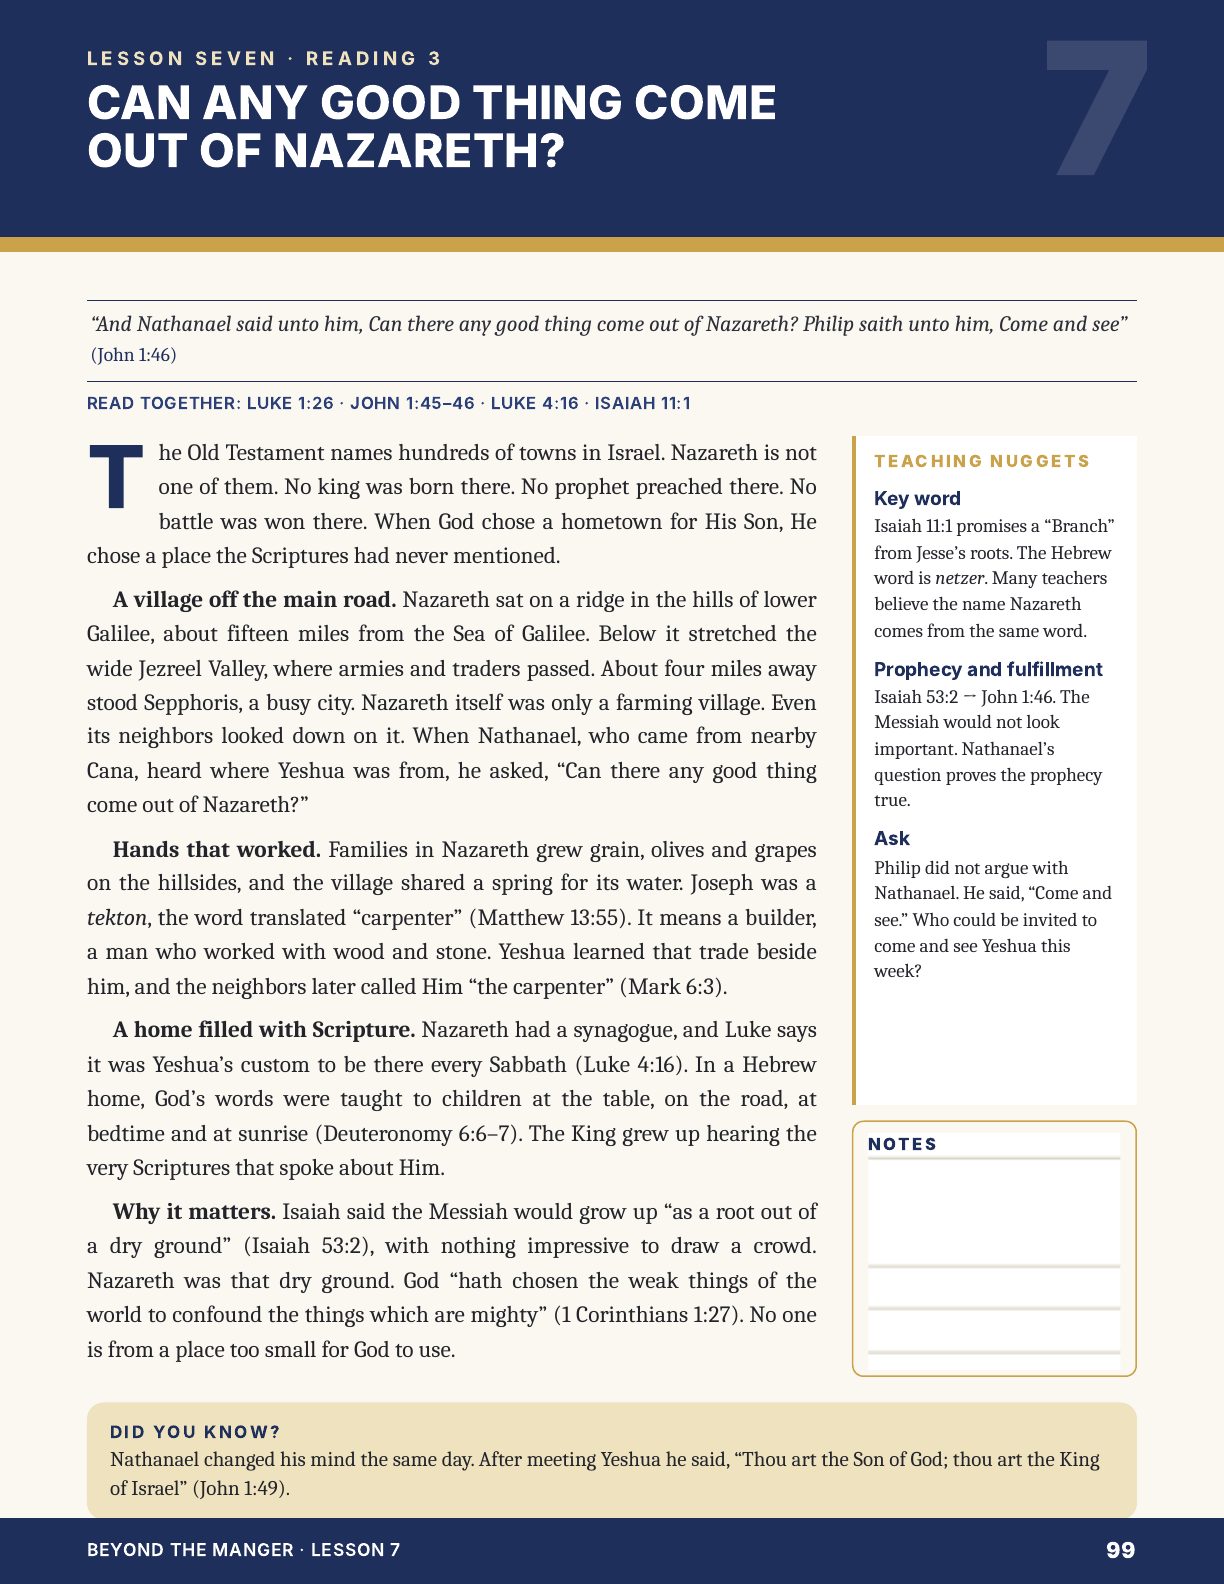 LESSON SEVEN · READING 3
7
CAN ANY GOOD THING COME
OUT OF NAZARETH?
“And Nathanael said unto him, Can there any good thing come out of Nazareth? Philip saith unto him, Come and see”
(John 1:46)
READ TOGETHER: LUKE 1:26 · JOHN 1:45–46 · LUKE 4:16 · ISAIAH 11:1
The Old Testament names hundreds of towns in Israel. Nazareth is not
one of them. No king was born there. No prophet preached there. No
battle was won there. When God chose a hometown for His Son, He
chose a place the Scriptures had never mentioned.
A village off the main road. Nazareth sat on a ridge in the hills of lower
Galilee, about fifteen miles from the Sea of Galilee. Below it stretched the
wide Jezreel Valley, where armies and traders passed. About four miles away
stood Sepphoris, a busy city. Nazareth itself was only a farming village. Even
its neighbors looked down on it. When Nathanael, who came from nearby
Cana, heard where Yeshua was from, he asked, “Can there any good thing
come out of Nazareth?”
Hands that worked. Families in Nazareth grew grain, olives and grapes
on the hillsides, and the village shared a spring for its water. Joseph was a
tekton, the word translated “carpenter” (Matthew 13:55). It means a builder,
a man who worked with wood and stone. Yeshua learned that trade beside
him, and the neighbors later called Him “the carpenter” (Mark 6:3).
A home filled with Scripture. Nazareth had a synagogue, and Luke says
it was Yeshua’s custom to be there every Sabbath (Luke 4:16). In a Hebrew
home, God’s words were taught to children at the table, on the road, at
bedtime and at sunrise (Deuteronomy 6:6–7). The King grew up hearing the
very Scriptures that spoke about Him.
Why it matters. Isaiah said the Messiah would grow up “as a root out of
a dry ground” (Isaiah 53:2), with nothing impressive to draw a crowd.
Nazareth was that dry ground. God “hath chosen the weak things of the
world to confound the things which are mighty” (1 Corinthians 1:27). No one
is from a place too small for God to use.
TEACHING NUGGETS
Key word
Isaiah 11:1 promises a “Branch”
from Jesse’s roots. The Hebrew
word is netzer. Many teachers
believe the name Nazareth
comes from the same word.
Prophecy and fulfillment
Isaiah 53:2 → John 1:46. The
Messiah would not look
important. Nathanael’s
question proves the prophecy
true.
Ask
Philip did not argue with
Nathanael. He said, “Come and
see.” Who could be invited to
come and see Yeshua this
week?
NOTES
DID YOU KNOW?
Nathanael changed his mind the same day. After meeting Yeshua he said, “Thou art the Son of God; thou art the King
of Israel” (John 1:49).
BEYOND THE MANGER · LESSON 7
99